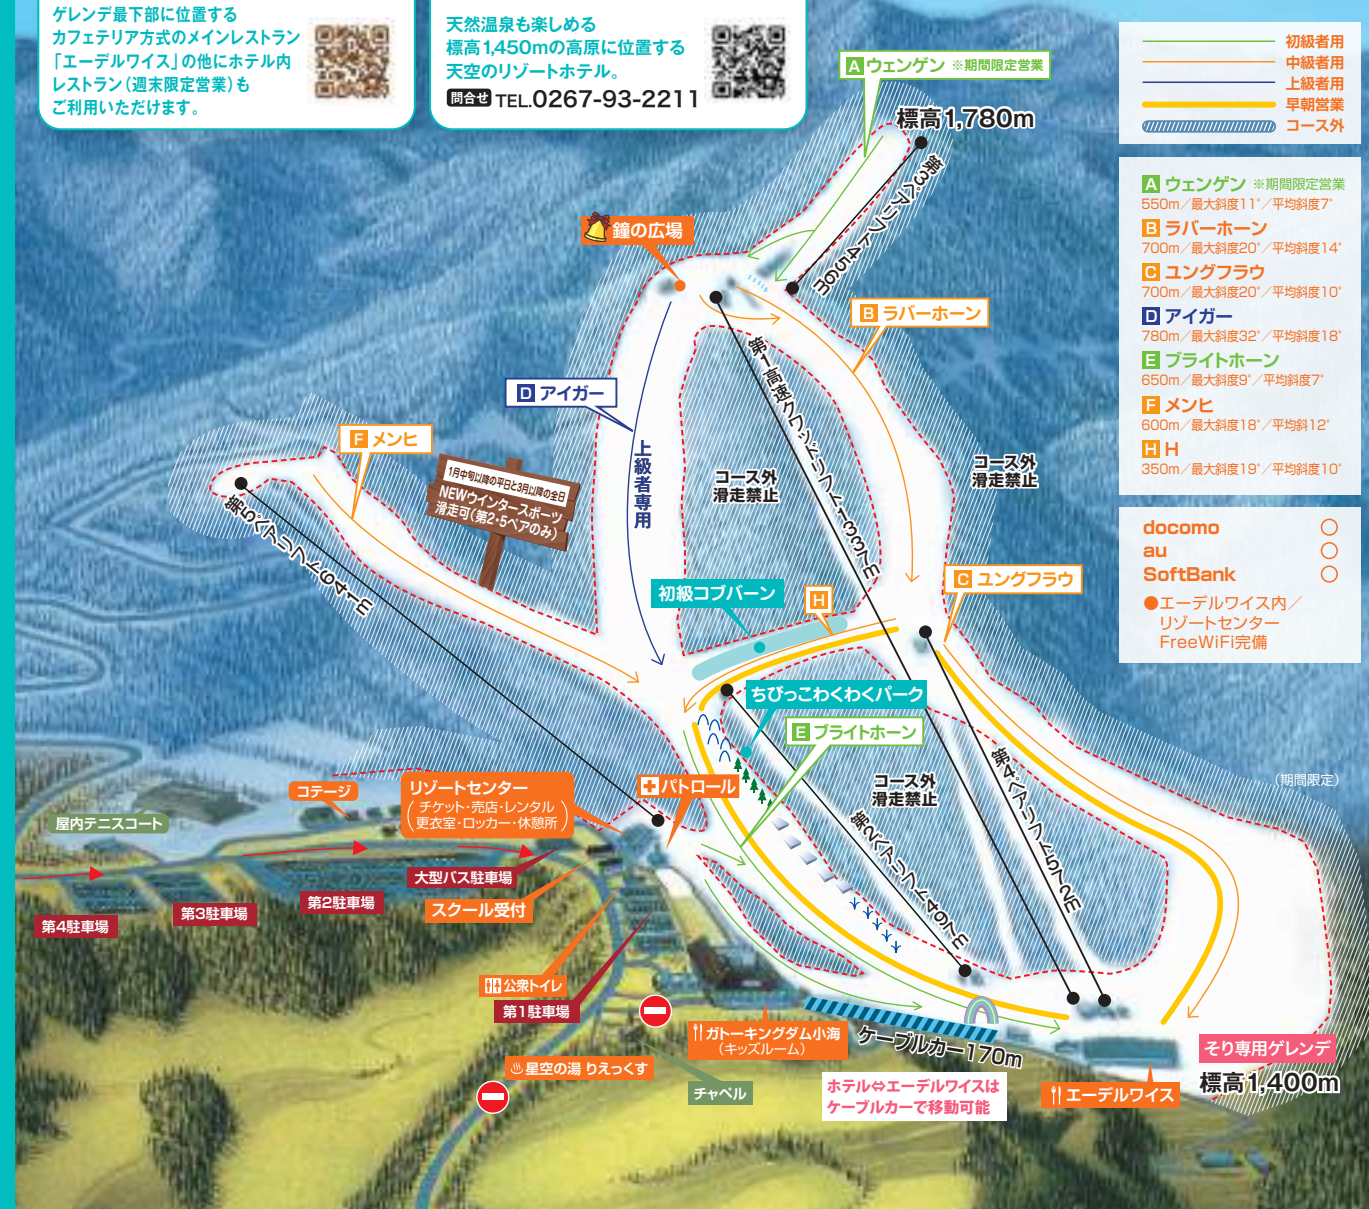 ゲレンデ最下部に位置する
カフェテリア方式のメインレストラン
「エーデルワイス」の他にホテル内
レストラン(週末限定営業)も
ご利用いただけます。
天然温泉も楽しめる
標高1,450mの高原に位置する
天空のリゾートホテル。
問合せ TEL.0267-93-2211
A ウェンゲン ※期間限定営業
標高1,780m
第3ペアリフト456m
鐘の広場
B ラバーホーン
第1高速クワッドリフト1337m
D アイガー
上級者専用
F メンヒ
1月中旬以降の平日と3月以降の全日
NEWウインタースポーツ
滑走可(第2・5ペアのみ)
第5ペアリフト641m
コース外
滑走禁止
コース外
滑走禁止
初級コブバーン
H
C ユングフラウ
ちびっこわくわくパーク
E ブライトホーン
コース外
滑走禁止
第4ペアリフト572m
第2ペアリフト497m
(期間限定)
パトロール
リゾートセンター
(チケット・売店・レンタル
更衣室・ロッカー・休憩所)
コテージ
屋内テニスコート
大型バス駐車場
スクール受付
第2駐車場
第3駐車場
第4駐車場
公衆トイレ
第1駐車場
ガトーキングダム小海
(キッズルーム)
ケーブルカー170m
星空の湯 りえっくす
チャペル
ホテル⇔エーデルワイスは
ケーブルカーで移動可能
エーデルワイス
そり専用ゲレンデ
標高1,400m
初級者用
中級者用
上級者用
早朝営業
コース外
A ウェンゲン ※期間限定営業
550m/最大斜度11°/平均斜度7°
B ラバーホーン
700m/最大斜度20°/平均斜度14°
C ユングフラウ
700m/最大斜度20°/平均斜度10°
D アイガー
780m/最大斜度32°/平均斜度18°
E ブライトホーン
650m/最大斜度9°/平均斜度7°
F メンヒ
600m/最大斜度18°/平均斜12°
H H
350m/最大斜度19°/平均斜度10°
docomo ○
au ○
SoftBank ○
●エーデルワイス内/
リゾートセンター
FreeWiFi完備